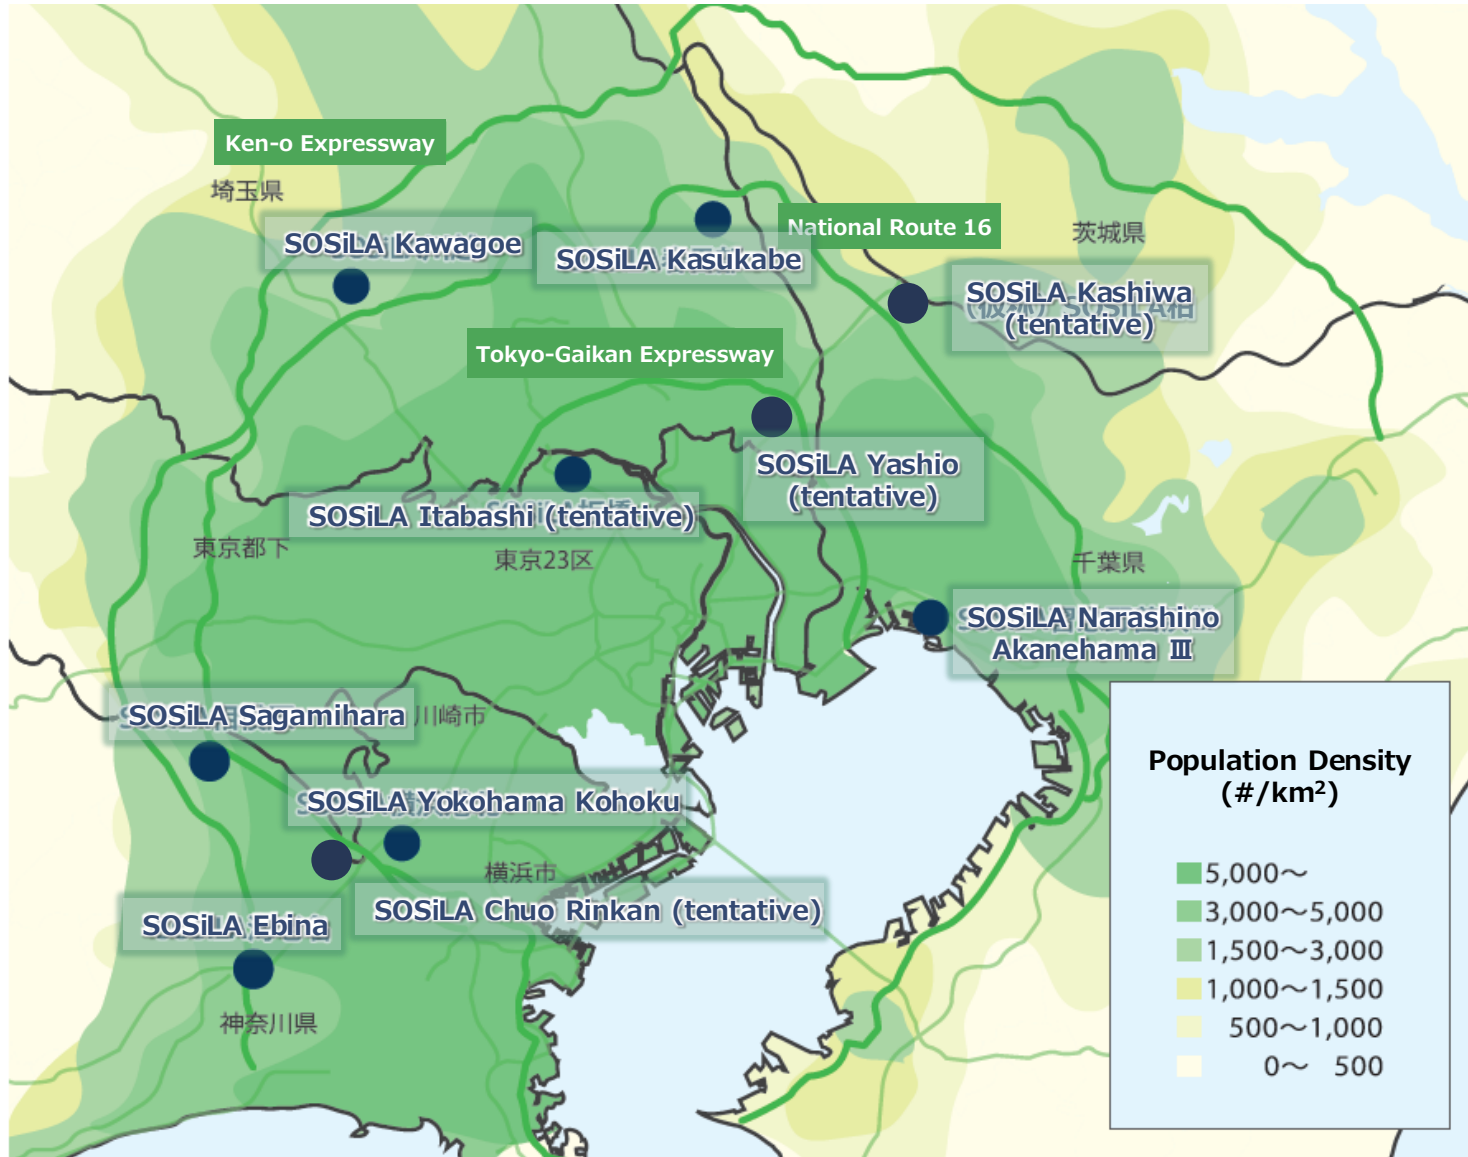 Ken-o Expressway
埼玉県
SOSiLA Kawagoe
SOSiLA Kasukabe
National Route 16
茨城県
SOSiLA Kashiwa
(tentative)
Tokyo-Gaikan Expressway
SOSiLA Yashio
(tentative)
SOSiLA Itabashi (tentative)
東京都下
東京23区
千葉県
SOSiLA Narashino
Akanehama Ⅲ
SOSiLA Sagamihara
川崎市
SOSiLA Yokohama Kohoku
横浜市
SOSiLA Chuo Rinkan (tentative)
SOSiLA Ebina
神奈川県
Population Density
(#/km²)
5,000～
3,000～5,000
1,500～3,000
1,000～1,500
500～1,000
0～ 500